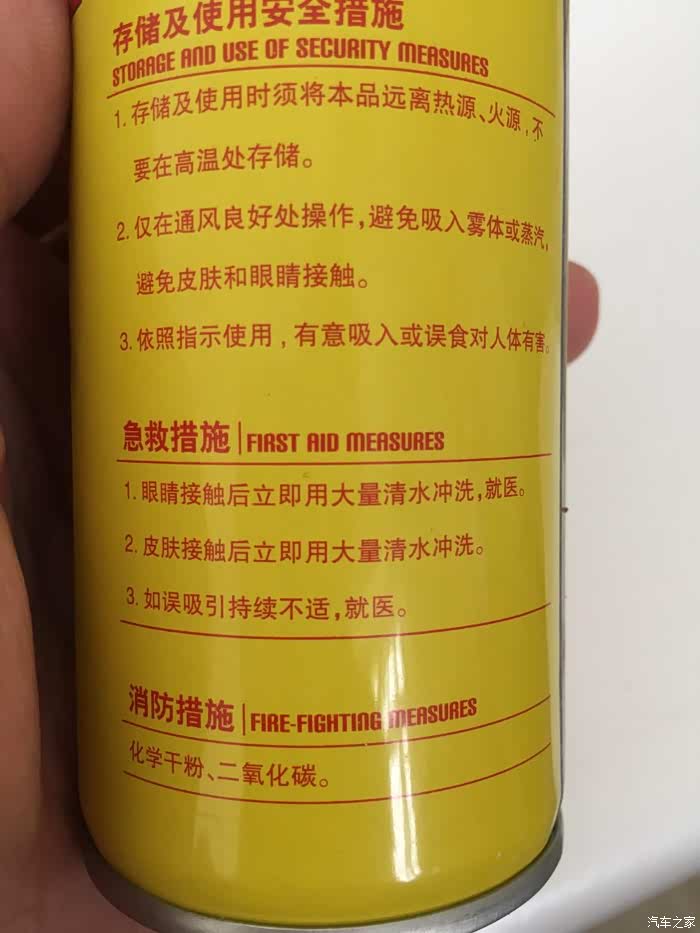 存储及使用安全措施
STORAGE AND USE OF SECURITY MEASURES
1. 存储及使用时须将本品远离热源、火源,不
要在高温处存储。
2. 仅在通风良好处操作,避免吸入雾体或蒸汽,
避免皮肤和眼睛接触。
3. 依照指示使用,有意吸入或误食对人体有害。
急救措施|FIRST AID MEASURES
1. 眼睛接触后立即用大量清水冲洗,就医。
2. 皮肤接触后立即用大量清水冲洗。
3. 如误吸引持续不适,就医。
消防措施|FIRE-FIGHTING MEASURES
化学干粉、二氧化碳。
汽车之家